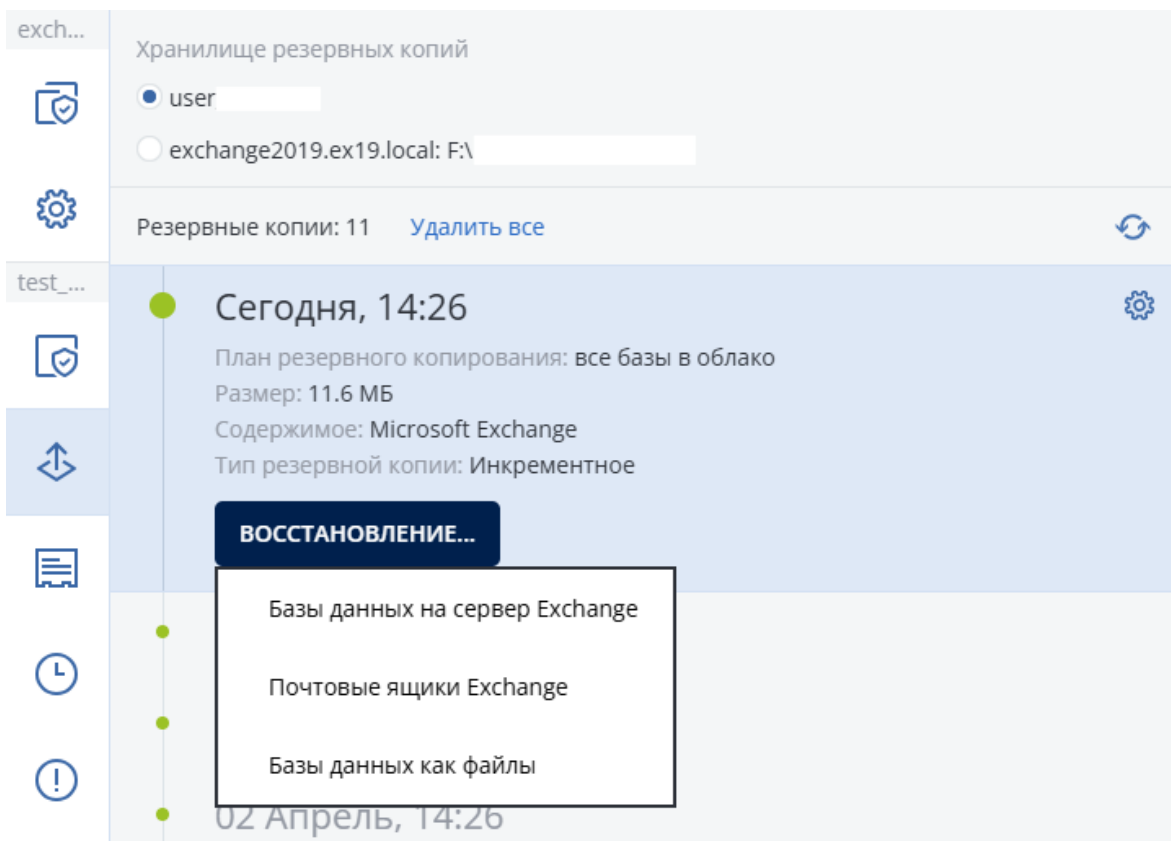 exch...
Хранилище резервных копий
user
exchange2019.ex19.local: F:\
Резервные копии: 11 Удалить все
test_...
Сегодня, 14:26
План резервного копирования: все базы в облако
Размер: 11.6 МБ
Содержимое: Microsoft Exchange
Тип резервной копии: Инкрементное
ВОССТАНОВЛЕНИЕ...
Базы данных на сервер Exchange
Почтовые ящики Exchange
Базы данных как файлы
02 Апрель, 14:26